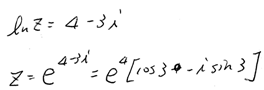 ln z = 4 - 3i
z = e^{4-3i} = e^4 [cos 3 - i sin 3]